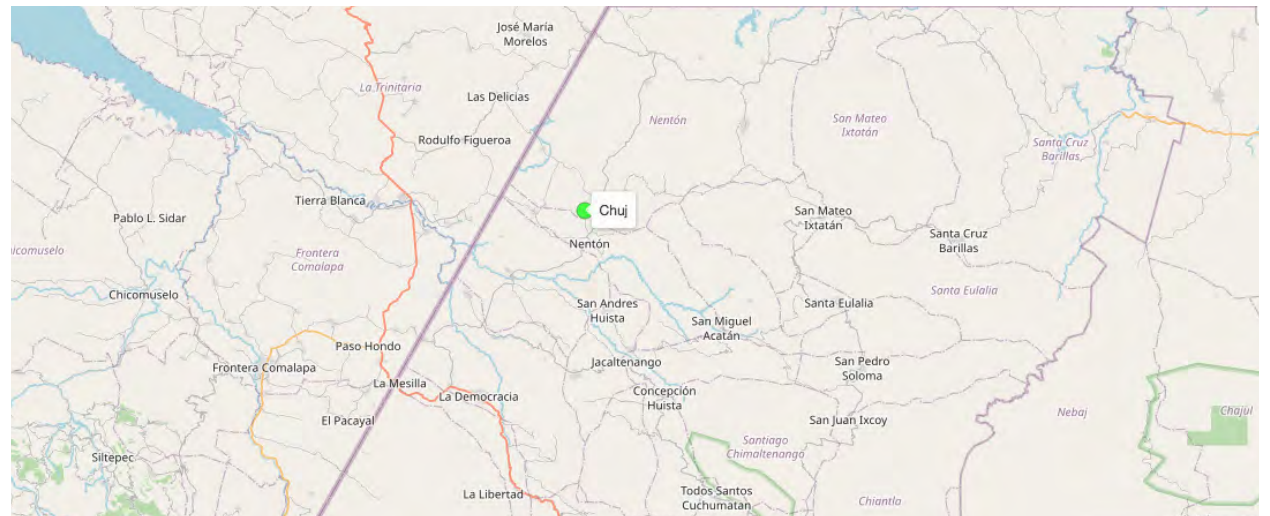 José María
Morelos
La Trinitaria
Las Delicias
Nentón
San Mateo
Ixtatán
Rodulfo Figueroa
Santa Cruz
Barillas
Tierra Blanca
Chuj
Pablo L. Sidar
San Mateo
Ixtatán
Santa Cruz
Barillas
Nentón
icomuselo
Frontera
Comalapa
Chicomuselo
Santa Eulalia
San Andres
Huista
Santa Eulalia
San Miguel
Acatán
Paso Hondo
Frontera Comalapa
Jacaltenango
San Pedro
Soloma
La Mesilla
La Democracia
Concepción
Huista
El Pacayal
San Juan Ixcoy
Nebaj
Chajul
Santiago
Chimaltenango
Siltepec
La Libertad
Todos Santos
Cuchumatan
Chiantla